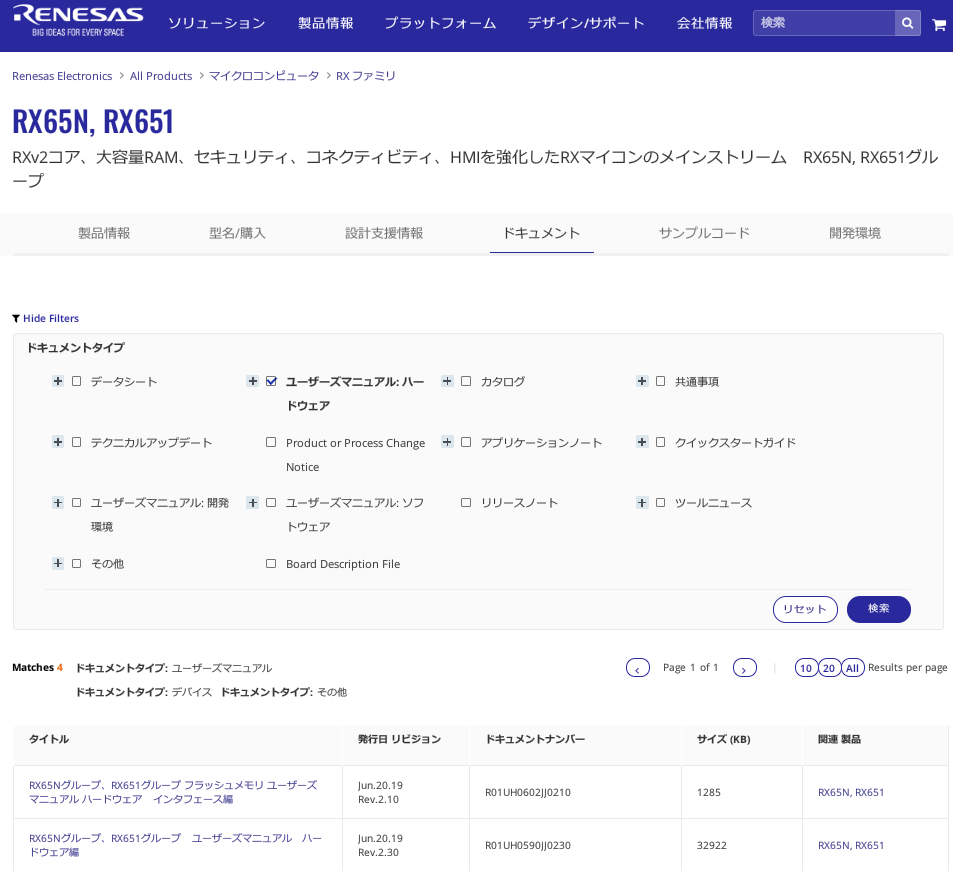 RENESAS
BIG IDEAS FOR EVERY SPACE
ソリューション 製品情報 プラットフォーム デザイン/サポート 会社情報 検索
Renesas Electronics > All Products > マイクロコンピュータ > RX ファミリ
RX65N, RX651
RXv2コア、大容量RAM、セキュリティ、コネクティビティ、HMIを強化したRXマイコンのメインストリーム　RX65N, RX651グル
ープ
製品情報 型名/購入 設計支援情報 ドキュメント サンプルコード 開発環境
Hide Filters
ドキュメントタイプ
+ データシート
+ ユーザーズマニュアル: ハー
ドウェア
+ カタログ
+ 共通事項
+ テクニカルアップデート
Product or Process Change
Notice
+ アプリケーションノート
+ クイックスタートガイド
+ ユーザーズマニュアル: 開発
環境
+ ユーザーズマニュアル: ソフ
トウェア
リリースノート
+ ツールニュース
+ その他
Board Description File
リセット 検索
Matches 4 ドキュメントタイプ: ユーザーズマニュアル
ドキュメントタイプ: デバイス ドキュメントタイプ: その他
< Page 1 of 1 > | 10 20 All Results per page
タイトル 発行日 リビジョン ドキュメントナンバー サイズ (KB) 関連 製品
RX65Nグループ、RX651グループ フラッシュメモリ ユーザーズ
マニュアル ハードウェア　インタフェース編
Jun.20.19
Rev.2.10
R01UH0602JJ0210
1285
RX65N, RX651
RX65Nグループ、RX651グループ　ユーザーズマニュアル　ハー
ドウェア編
Jun.20.19
Rev.2.30
R01UH0590JJ0230
32922
RX65N, RX651